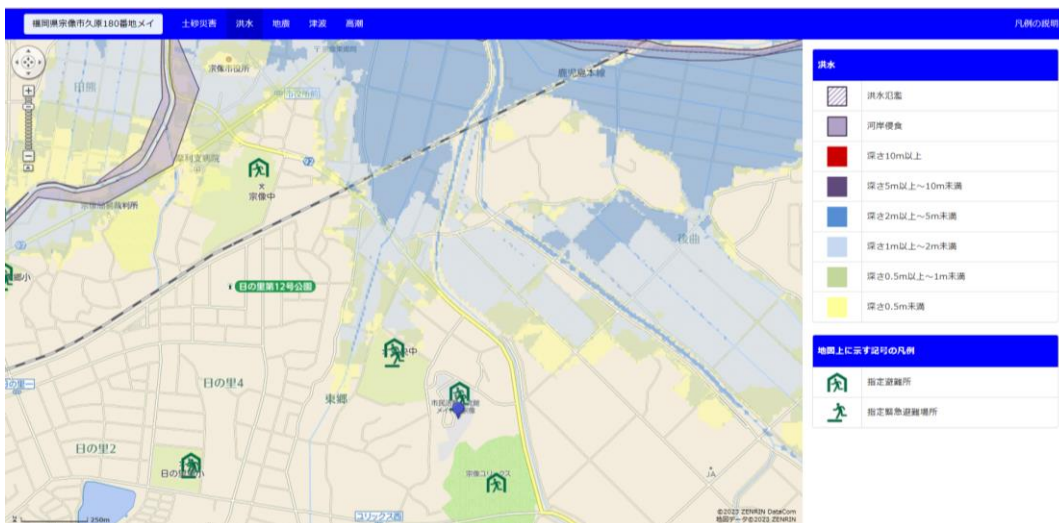 福岡県宗像市久原180番地メイ
土砂災害
洪水
地震
津波
高潮
凡例の説明
宗像市役所
鹿児島本線
田熊
92
宗像中
97
後曲
日の里第12号公園
日の里4
東郷
日の里2
宗像ユリックス
JA
250m
©2023 ZENRIN DataCom
地図データ©2023 ZENRIN
洪水
洪水氾濫
河岸侵食
深さ10m以上
深さ5m以上～10m未満
深さ2m以上～5m未満
深さ1m以上～2m未満
深さ0.5m以上～1m未満
深さ0.5m未満
地図上に示す記号の凡例
指定避難所
指定緊急避難場所